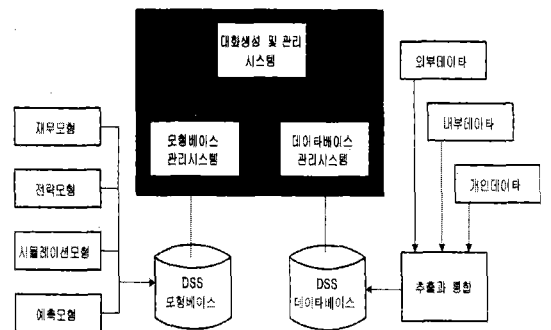 대화생성 및 관리
시스템
외부데이타
내부데이타
개인데이타
재무모형
전략모형
시뮬레이션모형
예측모형
모형베이스
관리시스템
데이타베이스
관리시스템
DSS
모형베이스
DSS
데이타베이스
추출과 통합